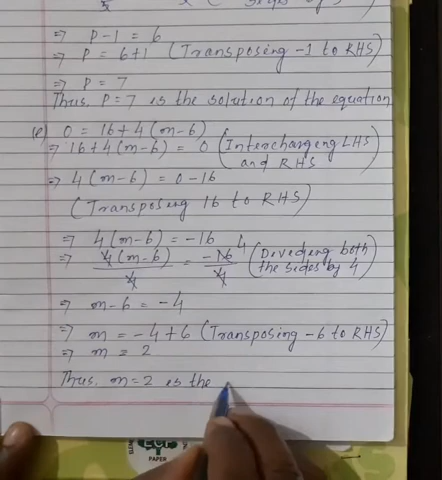 ⇒ P-1 = 6
⇒ P = 6+1 (Transposing -1 to RHS)
⇒ P = 7
Thus, P=7 is the solution of the equation
(e) 0 = 16+4(m-6)
⇒ 16+4(m-6) = 0 (Interchanging LHS and RHS)
⇒ 4(m-6) = 0-16
(Transposing 16 to RHS)
⇒ 4(m-6) = -16
⇒ 4(m-6)/4 = -16/4 4 (Deveding both the sides by 4)
⇒ m-6 = -4
⇒ m = -4+6 (Transposing -6 to RHS)
⇒ m = 2
Thus, m=2 is the
PAPER